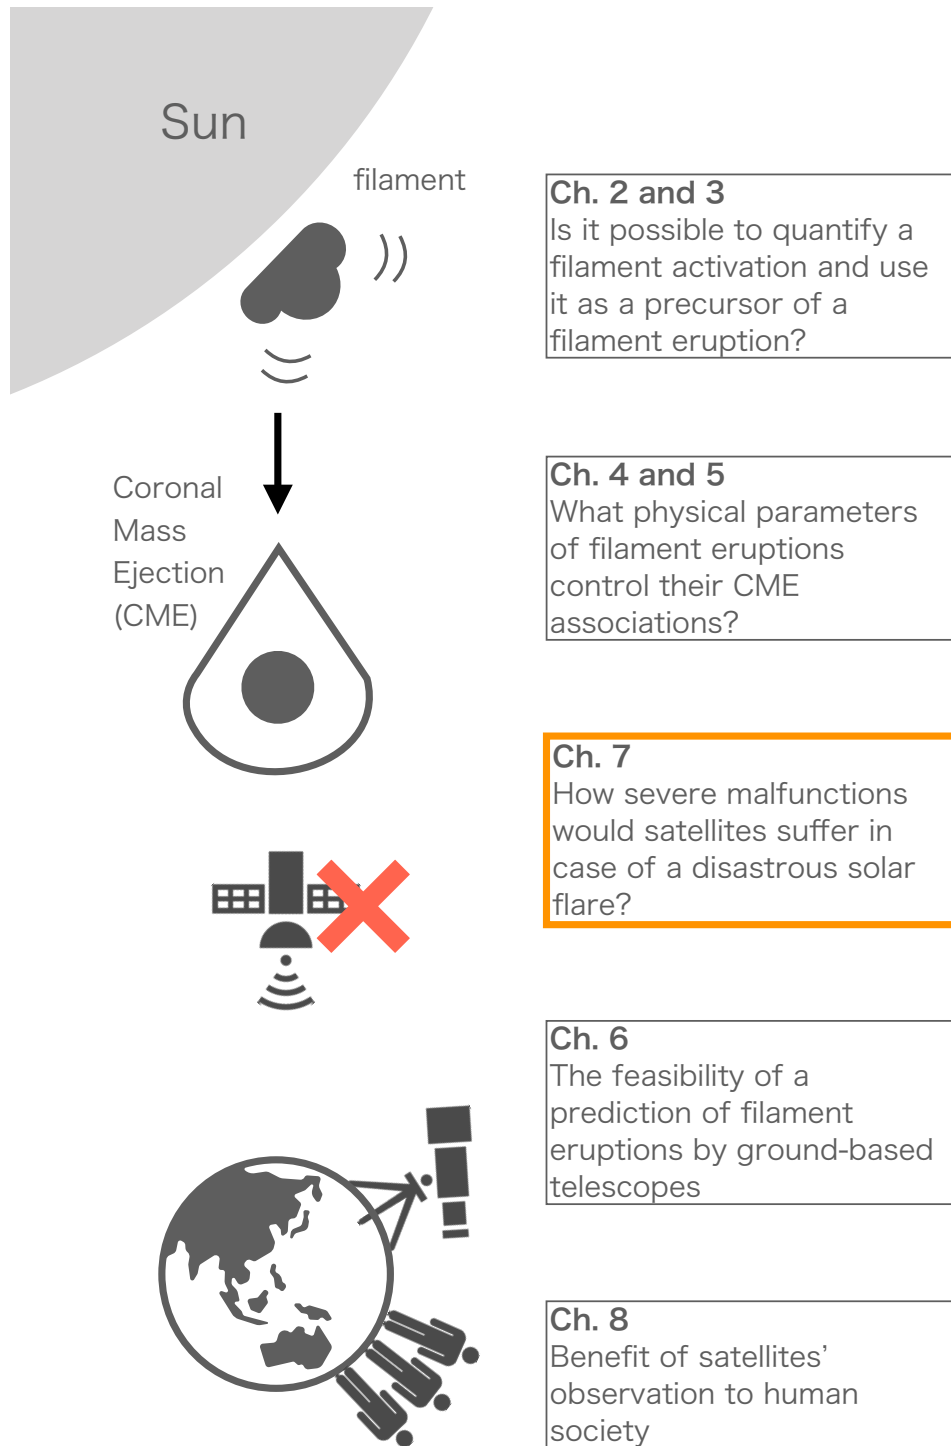 Sun
filament
Ch. 2 and 3
Is it possible to quantify a
filament activation and use
it as a precursor of a
filament eruption?
Coronal
Mass
Ejection
(CME)
Ch. 4 and 5
What physical parameters
of filament eruptions
control their CME
associations?
Ch. 7
How severe malfunctions
would satellites suffer in
case of a disastrous solar
flare?
Ch. 6
The feasibility of a
prediction of filament
eruptions by ground-based
telescopes
Ch. 8
Benefit of satellites’
observation to human
society